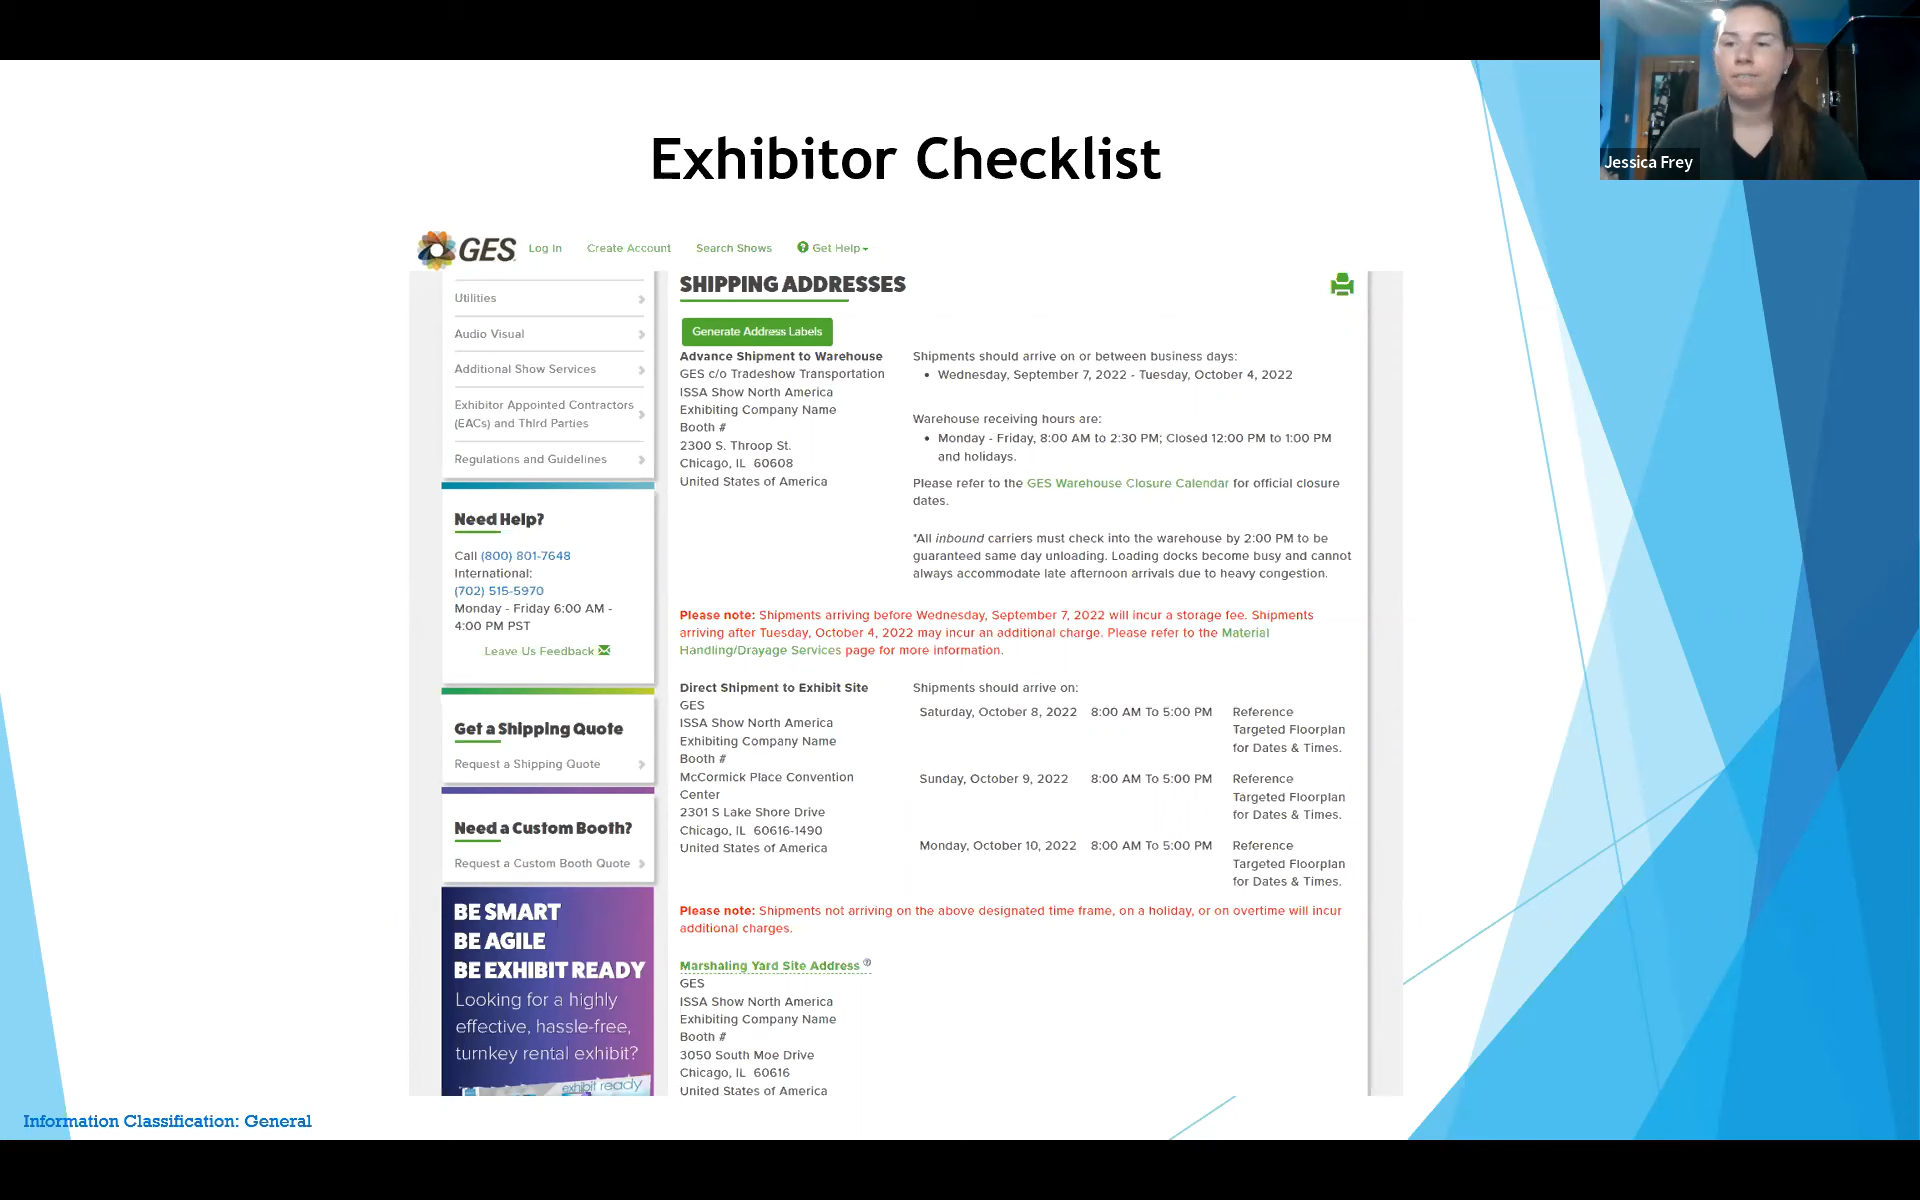 Jessica Frey
Exhibitor Checklist
GES
Log In
Create Account
Search Shows
Get Help
Utilities
Audio Visual
Additional Show Services
Exhibitor Appointed Contractors
(EACs) and Third Parties
Regulations and Guidelines
Need Help?
Call (800) 801-7648
International:
(702) 515-5970
Monday - Friday 6:00 AM -
4:00 PM PST
Leave Us Feedback
Get a Shipping Quote
Request a Shipping Quote
Need a Custom Booth?
Request a Custom Booth Quote
BE SMART
BE AGILE
BE EXHIBIT READY
Looking for a highly
effective, hassle-free,
turnkey rental exhibit?
exhibit ready
SHIPPING ADDRESSES
Generate Address Labels
Advance Shipment to Warehouse
GES c/o Tradeshow Transportation
ISSA Show North America
Exhibiting Company Name
Booth #
2300 S. Throop St.
Chicago, IL 60608
United States of America
Shipments should arrive on or between business days:
• Wednesday, September 7, 2022 - Tuesday, October 4, 2022
Warehouse receiving hours are:
• Monday - Friday, 8:00 AM to 2:30 PM; Closed 12:00 PM to 1:00 PM
and holidays.
Please refer to the GES Warehouse Closure Calendar for official closure
dates.
*All inbound carriers must check into the warehouse by 2:00 PM to be
guaranteed same day unloading. Loading docks become busy and cannot
always accommodate late afternoon arrivals due to heavy congestion.
Please note: Shipments arriving before Wednesday, September 7, 2022 will incur a storage fee. Shipments
arriving after Tuesday, October 4, 2022 may incur an additional charge. Please refer to the Material
Handling/Drayage Services page for more information.
Direct Shipment to Exhibit Site
GES
ISSA Show North America
Exhibiting Company Name
Booth #
McCormick Place Convention
Center
2301 S Lake Shore Drive
Chicago, IL 60616-1490
United States of America
Shipments should arrive on:
Saturday, October 8, 2022 8:00 AM To 5:00 PM Reference
Targeted Floorplan
for Dates & Times.
Sunday, October 9, 2022 8:00 AM To 5:00 PM Reference
Targeted Floorplan
for Dates & Times.
Monday, October 10, 2022 8:00 AM To 5:00 PM Reference
Targeted Floorplan
for Dates & Times.
Please note: Shipments not arriving on the above designated time frame, on a holiday, or on overtime will incur
additional charges.
Marshaling Yard Site Address
GES
ISSA Show North America
Exhibiting Company Name
Booth #
3050 South Moe Drive
Chicago, IL 60616
United States of America
Information Classification: General